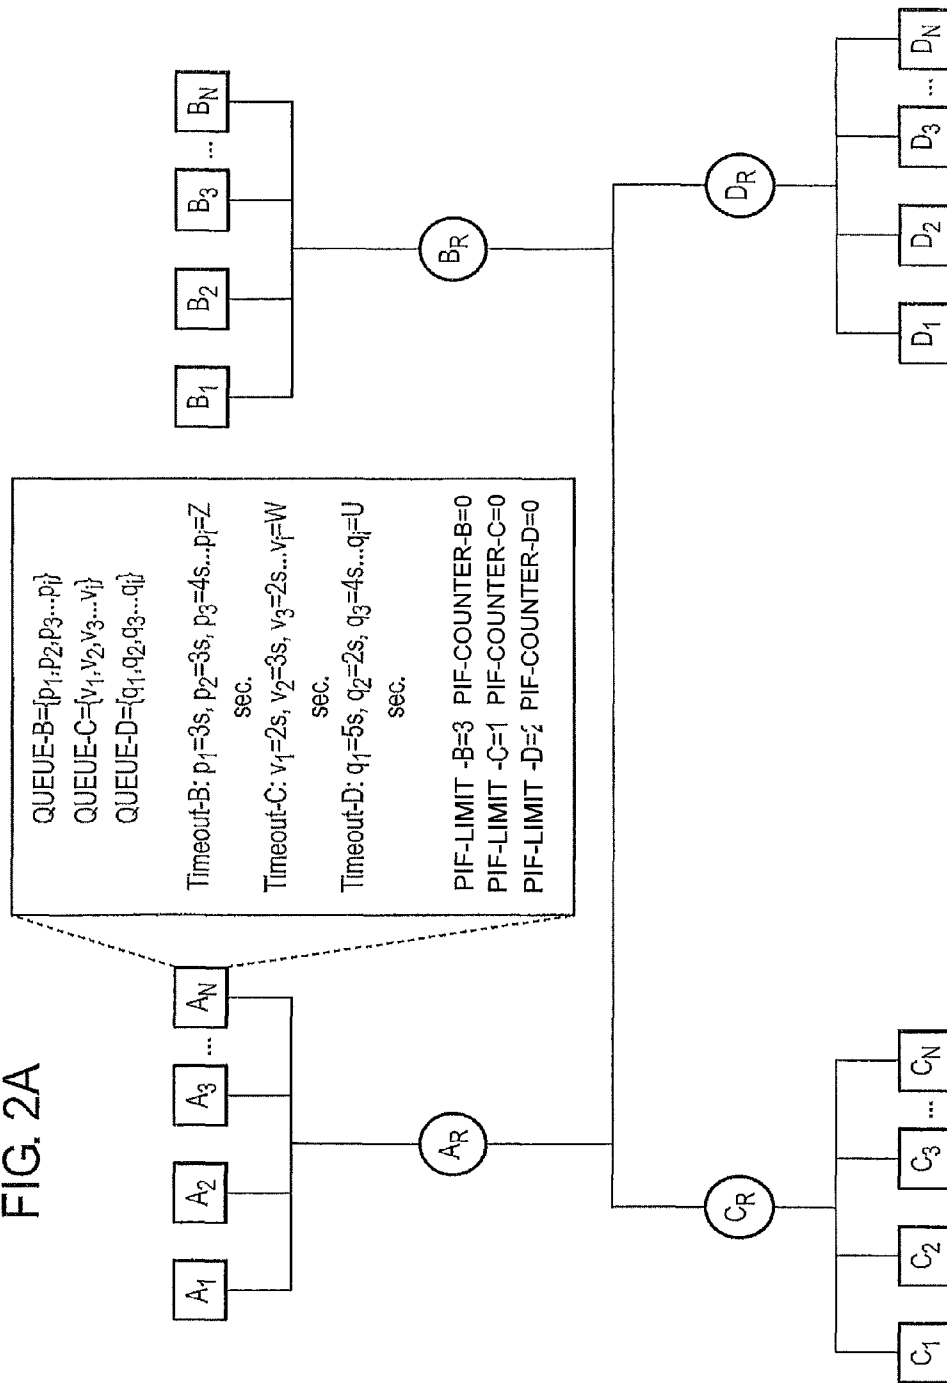 FIG. 2A
QUEUE-B={p1,p2,p3...pi}
QUEUE-C={v1,v2,v3...vi}
QUEUE-D={q1,q2,q3...qi}
Timeout-B: p1=3s, p2=3s, p3=4s...pi=Z
sec.
Timeout-C: v1=2s, v2=3s, v3=2s...vi=W
sec.
Timeout-D: q1=5s, q2=2s, q3=4s...qi=U
sec.
PIF-LIMIT -B=3 PIF-COUNTER-B=0
PIF-LIMIT -C=1 PIF-COUNTER-C=0
PIF-LIMIT -D=2 PIF-COUNTER-D=0
A1 A2 A3 ... AN
B1 B2 B3 ... BN
AR
BR
CR
DR
C1 C2 C3 ... CN
D1 D2 D3 ... DN